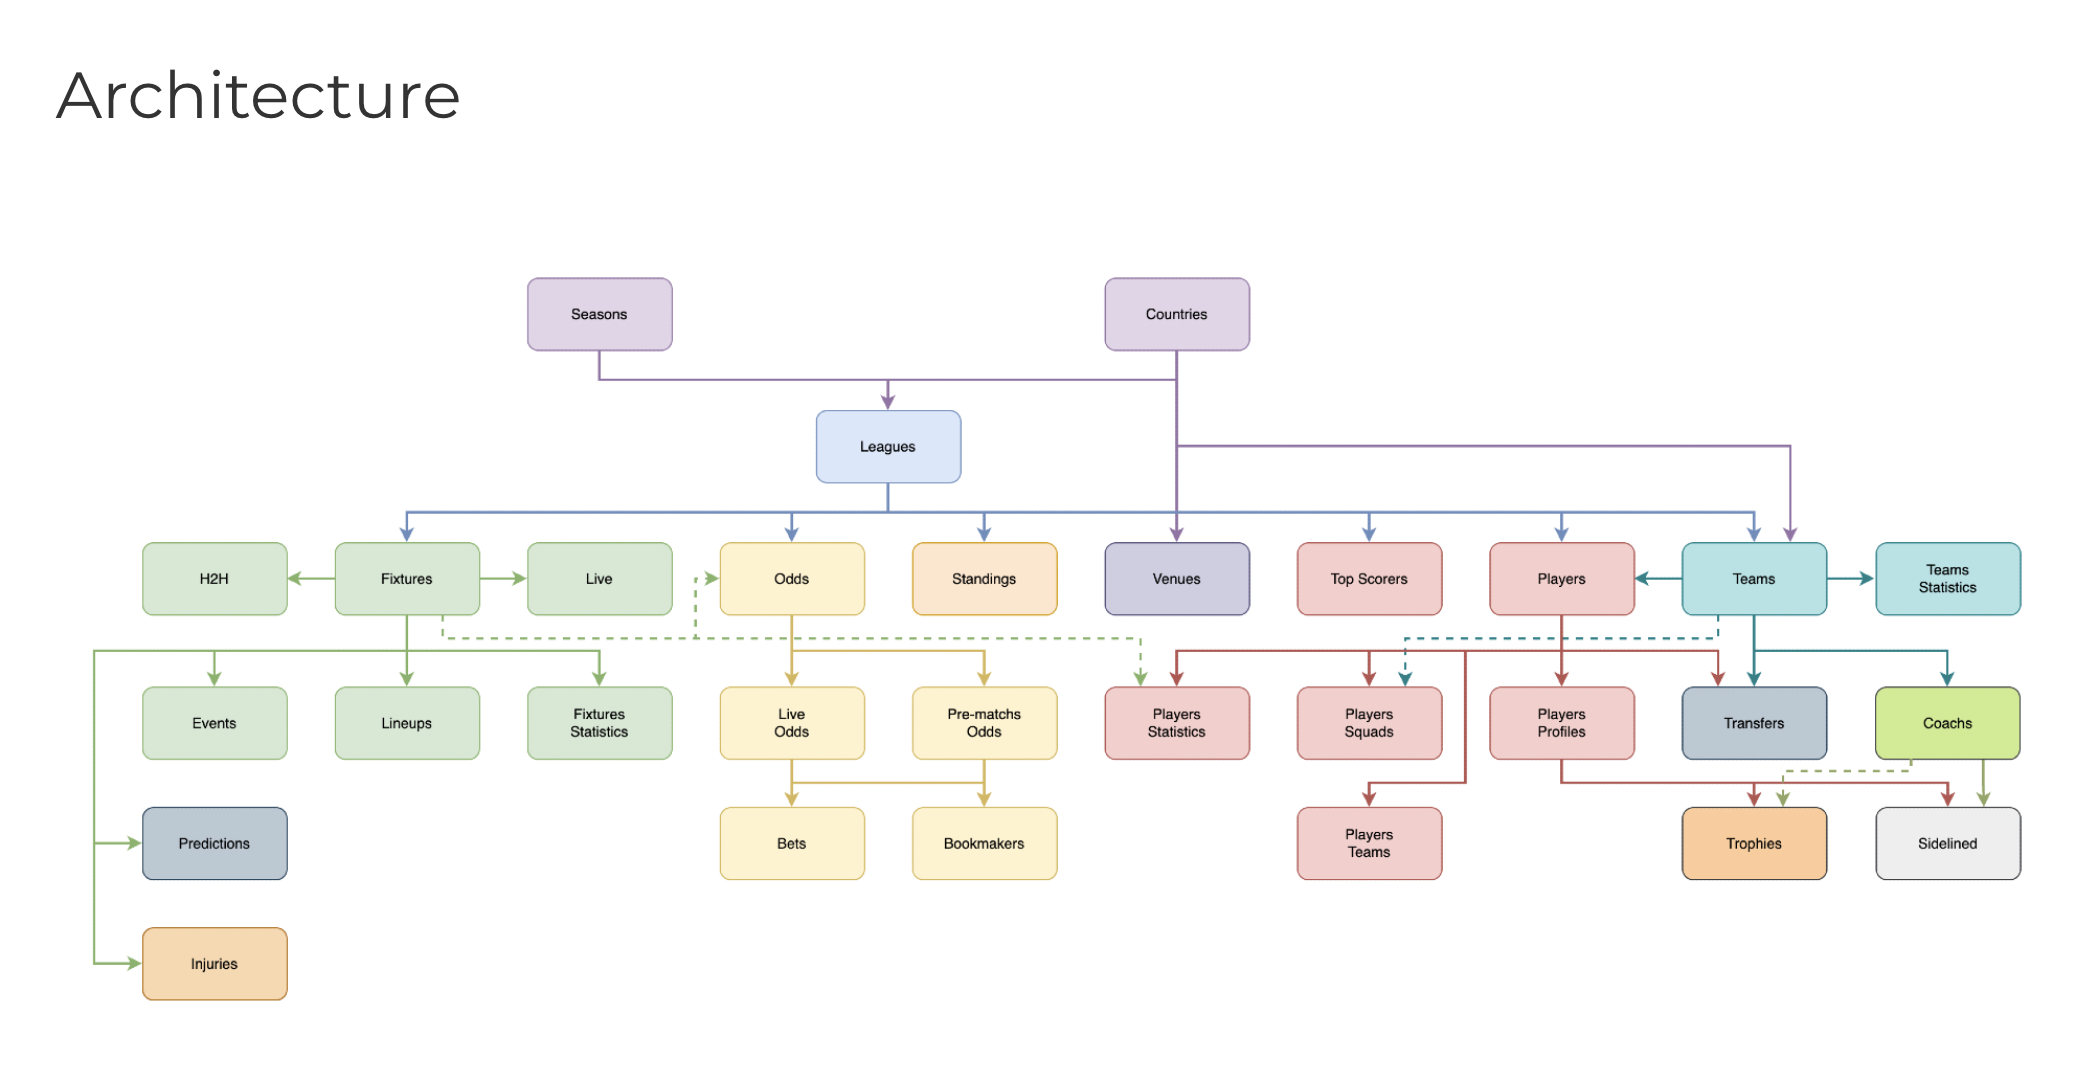 Architecture
Seasons
Countries
Leagues
H2H
Fixtures
Live
Odds
Standings
Venues
Top Scorers
Players
Teams
Teams
Statistics
Events
Lineups
Fixtures
Statistics
Live
Odds
Pre-matchs
Odds
Players
Statistics
Players
Squads
Players
Profiles
Transfers
Coachs
Predictions
Bets
Bookmakers
Players
Teams
Trophies
Sidelined
Injuries